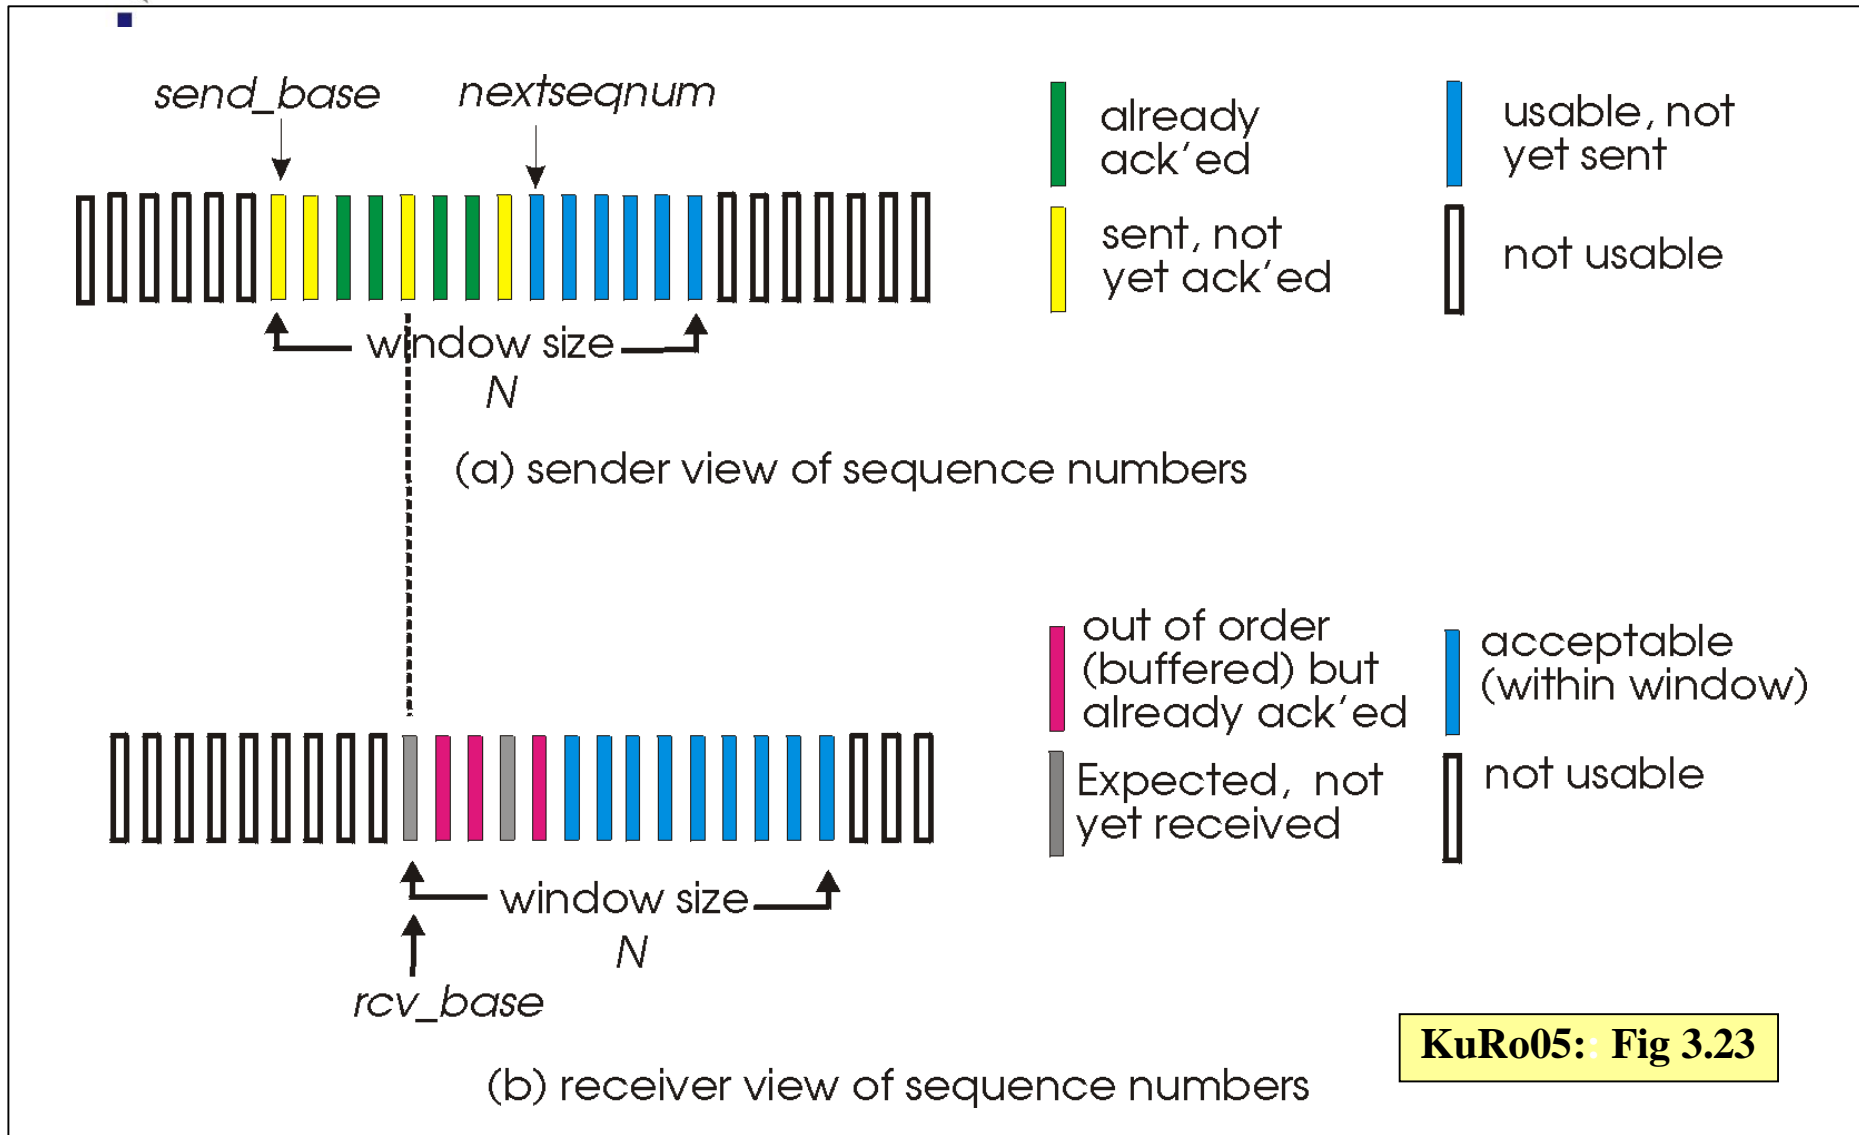 send_base
nextseqnum
already
ack'ed
usable, not
yet sent
sent, not
yet ack'ed
not usable
window size
N
(a) sender view of sequence numbers
out of order
(buffered) but
already ack'ed
acceptable
(within window)
Expected, not
yet received
not usable
window size
N
rcv_base
KuRo05:: Fig 3.23
(b) receiver view of sequence numbers